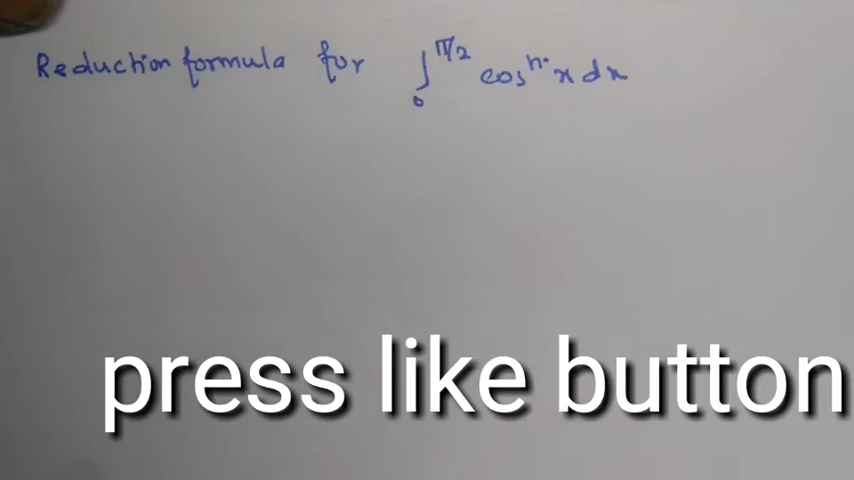 Reduction formula for ∫₀^π/2 cosⁿ x dx
press like button